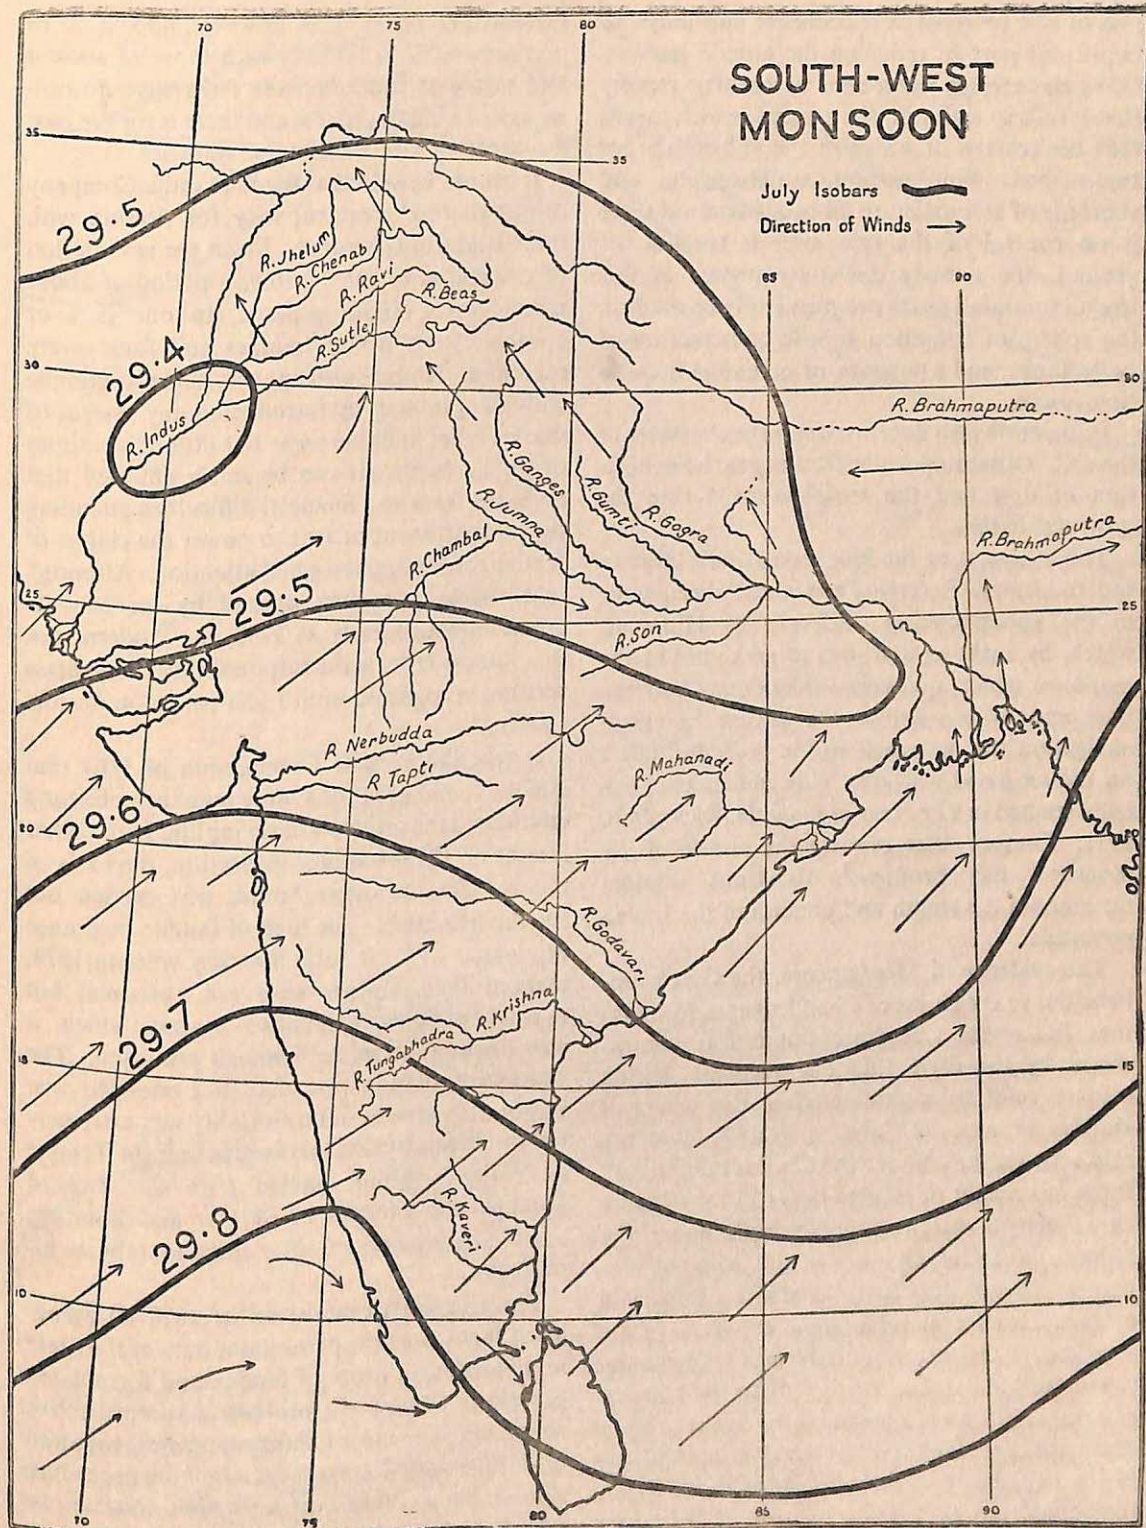 70
75
80
SOUTH-WEST
MONSOON
July Isobars
Direction of Winds
35
35
29.5
R. Jhelum
R. Chenab
R. Ravi
R. Beas
R. Sutlej
85
90
30
29.4
R. Indus
30
R. Brahmaputra
R. Ganges
R. Jumna
R. Gumti
R. Gogra
R. Chambal
R. Brahmaputra
25
29.5
25
R. Son
R Nerbudda
R Tapti
R. Mahanadi
20
29.6
R. Godavari
R. Krishna
R. Tungabhadra
29.7
15
15
R. Kaveri
29.8
10
10
70
75
80
85
90